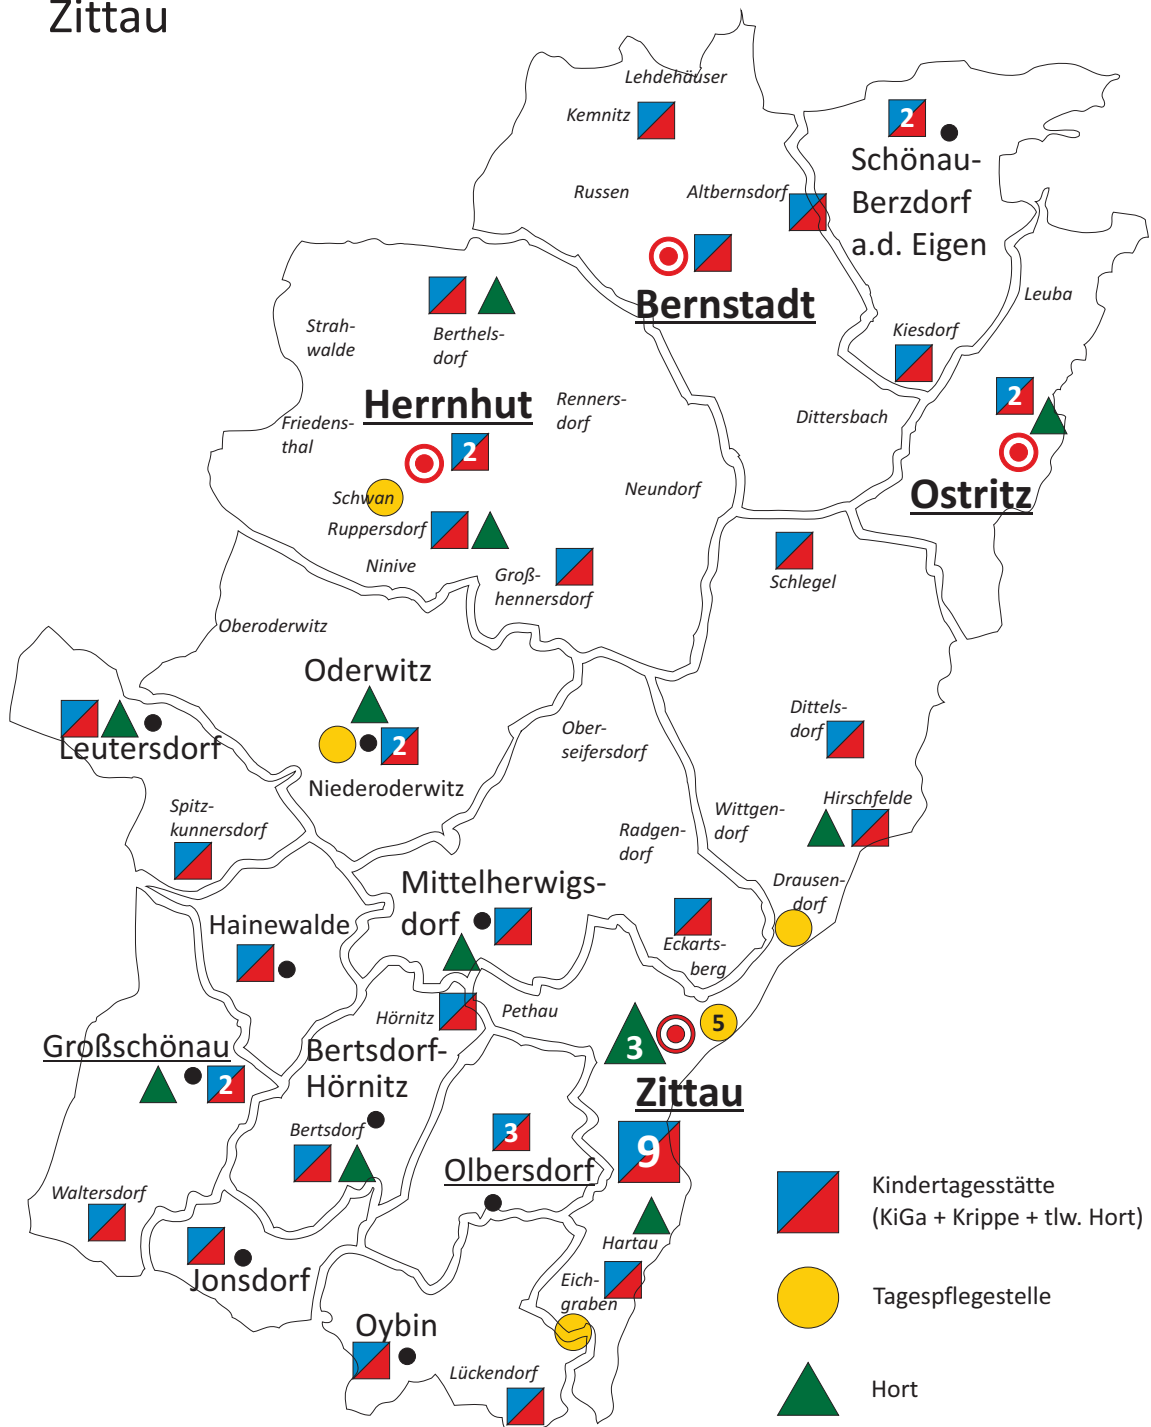 Zittau
Lehdehäuser
Kemnitz
2
Schönau-
Berzdorf
a.d. Eigen
Russen
Altbernsdorf
Bernstadt
Leuba
Kiesdorf
Strah-
walde
Berthels-
dorf
Herrnhut
Renners-
dorf
Friedens-
thal
2
Dittersbach
2
Ostritz
Schwan
Neundorf
Ruppersdorf
Ninive
Groß-
hennersdorf
Schlegel
Oberoderwitz
Oderwitz
2
Niederoderwitz
Leutersdorf
Ober-
seifersdorf
Dittels-
dorf
Spitz-
kunnersdorf
Radgen-
dorf
Wittgen-
dorf
Hirschfelde
Mittelherwigs-
dorf
Drausen-
dorf
Hainewalde
Eckarts-
berg
Hörnitz
Pethau
3
5
Zittau
9
Großschönau
2
Bertsdorf-
Hörnitz
Bertsdorf
3
Olbersdorf
Waltersdorf
Jonsdorf
Hartau
Eich-
graben
Oybin
Lückendorf
Kindertagesstätte
(KiGa + Krippe + tlw. Hort)
Tagespflegestelle
Hort